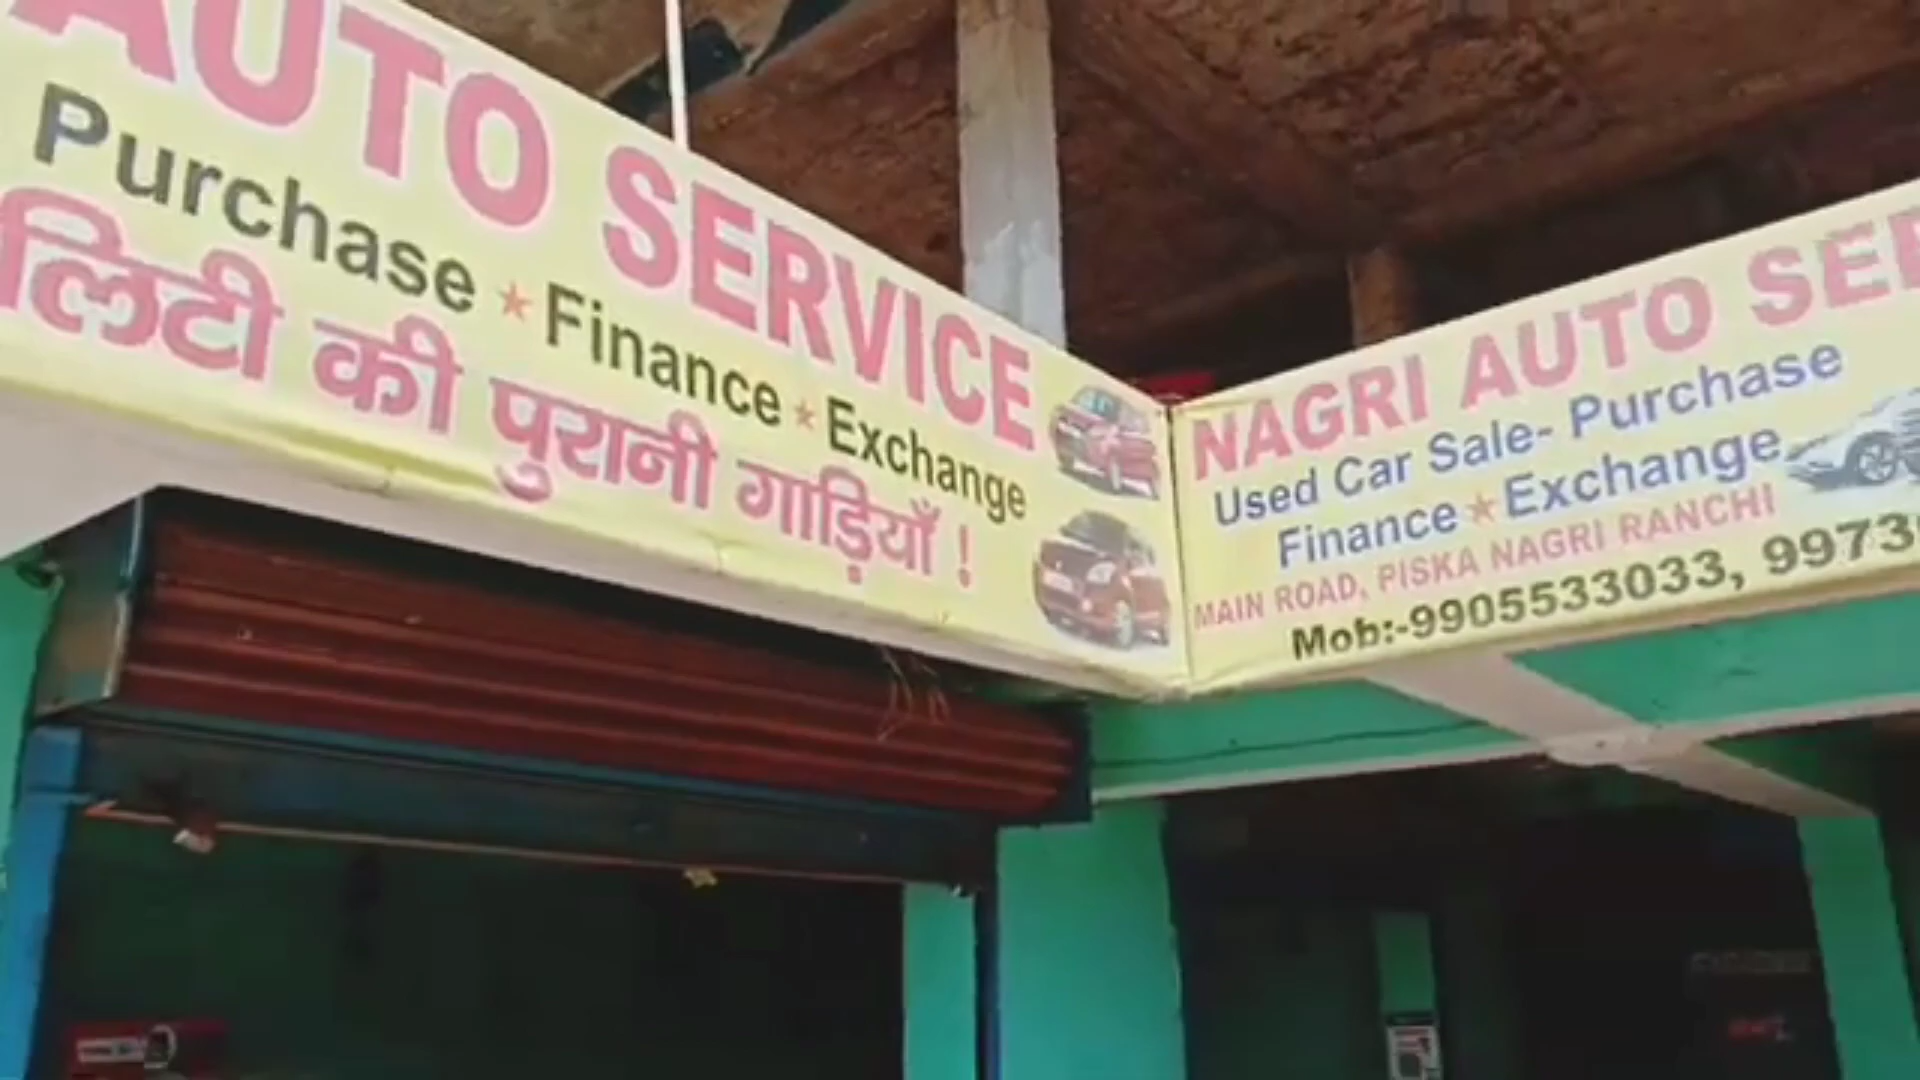 AUTO SERVICE
Purchase ★ Finance ★ Exchange
लिटी की पुरानी गाड़ियाँ !
NAGRI AUTO SER
Used Car Sale- Purchase
Finance ★ Exchange
MAIN ROAD, PISKA NAGRI RANCHI
Mob:-9905533033, 9973